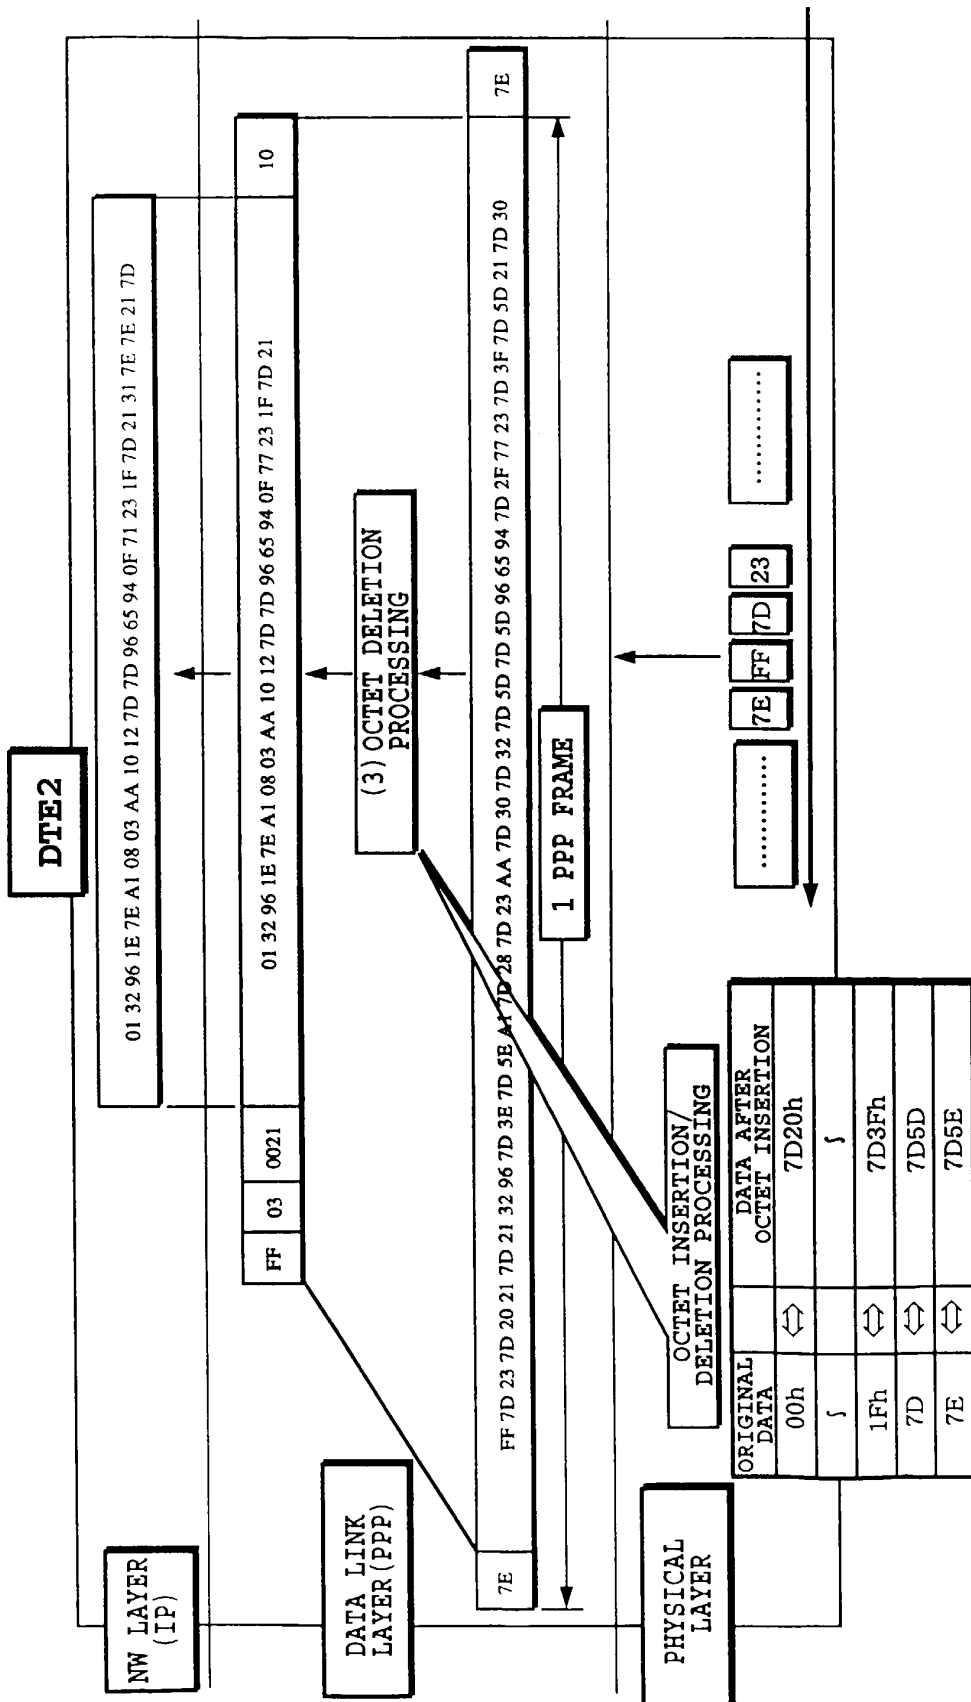 DTE2
NW LAYER
(IP)
01 32 96 1E 7E A1 08 03 AA 10 12 7D 7D 96 65 94 0F 71 23 1F 7D 21 31 7E 7E 21 7D
DATA LINK
LAYER(PPP)
FF 03 0021 01 32 96 1E 7E A1 08 03 AA 10 12 7D 7D 96 65 94 0F 77 23 1F 7D 21 10
(3) OCTET DELETION
PROCESSING
7E FF 7D 23 7D 20 21 7D 21 32 96 7D 3E 7D 5E A1 7D 28 7D 23 AA 7D 30 7D 32 7D 5D 7D 5D 96 65 94 7D 2F 77 23 7D 3F 7D 5D 21 7D 30 7E
1 PPP FRAME
PHYSICAL
LAYER
OCTET INSERTION/
DELETION PROCESSING
............ 7E FF 7D 23 ............
ORIGINAL
DATA
DATA AFTER
OCTET INSERTION
00h ⇔ 7D20h
∫ ∫
1Fh ⇔ 7D3Fh
7D ⇔ 7D5D
7E ⇔ 7D5E